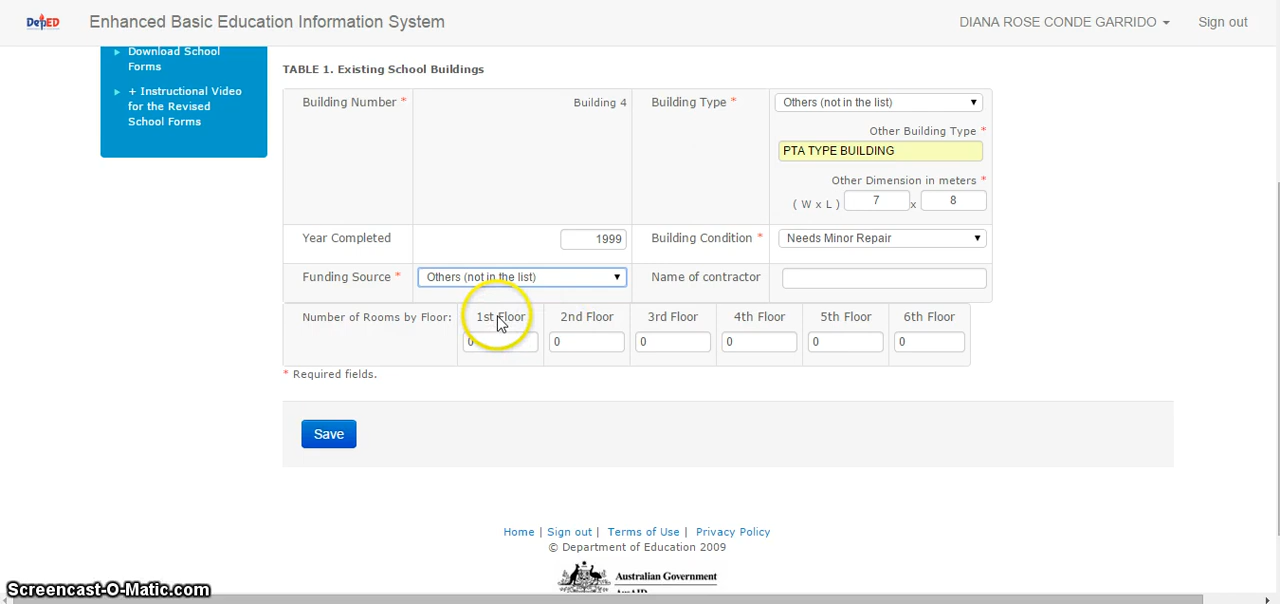 DepED
Enhanced Basic Education Information System
DIANA ROSE CONDE GARRIDO
Sign out
Download School
Forms
+ Instructional Video
for the Revised
School Forms
TABLE 1. Existing School Buildings
Building Number *
Building 4
Building Type *
Others (not in the list)
Other Building Type *
PTA TYPE BUILDING
Other Dimension in meters *
( W x L ) 7 x 8
Year Completed
1999
Building Condition *
Needs Minor Repair
Funding Source *
Others (not in the list)
Name of contractor
Number of Rooms by Floor:
1st Floor 2nd Floor 3rd Floor 4th Floor 5th Floor 6th Floor
0 0 0 0 0 0
* Required fields.
Save
Home | Sign out | Terms of Use | Privacy Policy
© Department of Education 2009
Australian Government
AusAID
Screencast-O-Matic.com